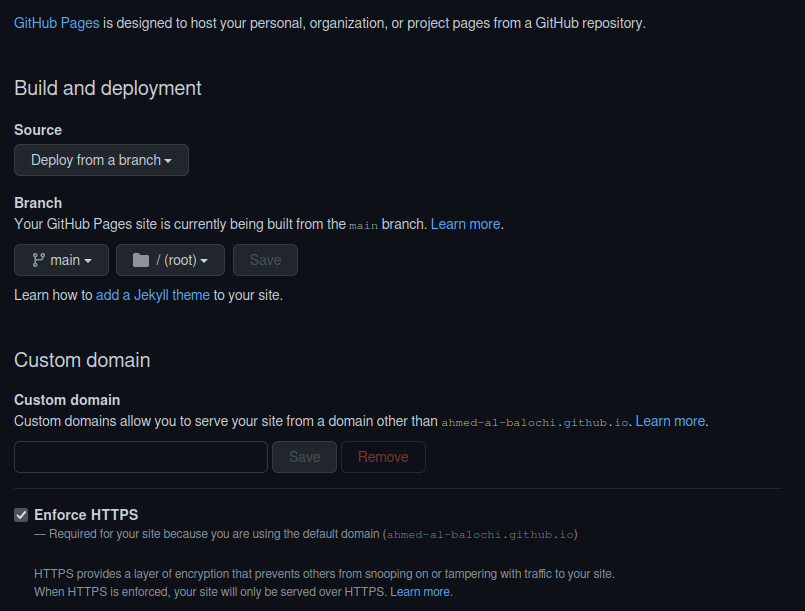 GitHub Pages is designed to host your personal, organization, or project pages from a GitHub repository.
Build and deployment
Source
Deploy from a branch
Branch
Your GitHub Pages site is currently being built from the main branch. Learn more.
main / (root) Save
Learn how to add a Jekyll theme to your site.
Custom domain
Custom domain
Custom domains allow you to serve your site from a domain other than ahmed-al-balochi.github.io. Learn more.
Save Remove
Enforce HTTPS
— Required for your site because you are using the default domain (ahmed-al-balochi.github.io)
HTTPS provides a layer of encryption that prevents others from snooping on or tampering with traffic to your site.
When HTTPS is enforced, your site will only be served over HTTPS. Learn more.